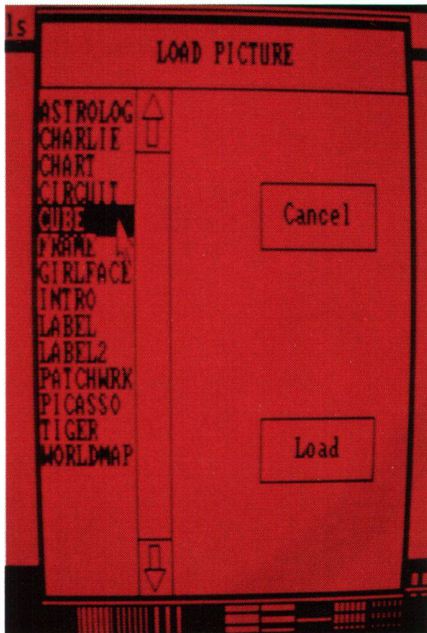 ls
LOAD PICTURE
ASTROLOG
CHARLIE
CHART
CIRCUIT
CUBE
FRAME
GIRLFACE
INTRO
LABEL
LABEL2
PATCHWRK
PICASSO
TIGER
WORLDMAP
Cancel
Load